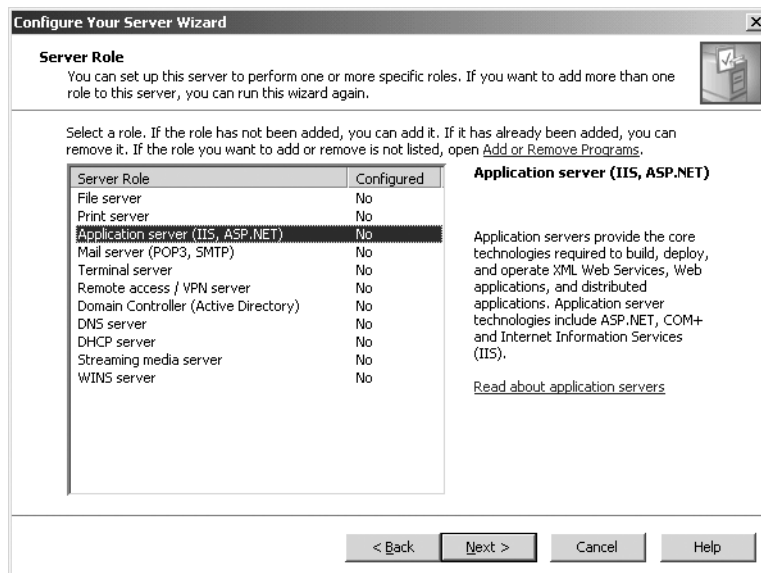 Configure Your Server Wizard
Server Role
You can set up this server to perform one or more specific roles. If you want to add more than one
role to this server, you can run this wizard again.
Select a role. If the role has not been added, you can add it. If it has already been added, you can
remove it. If the role you want to add or remove is not listed, open Add or Remove Programs.
Server Role Configured
File server No
Print server No
Application server (IIS, ASP.NET) No
Mail server (POP3, SMTP) No
Terminal server No
Remote access / VPN server No
Domain Controller (Active Directory) No
DNS server No
DHCP server No
Streaming media server No
WINS server No
Application server (IIS, ASP.NET)
Application servers provide the core
technologies required to build, deploy,
and operate XML Web Services, Web
applications, and distributed
applications. Application server
technologies include ASP.NET, COM+
and Internet Information Services
(IIS).
Read about application servers
< Back Next > Cancel Help